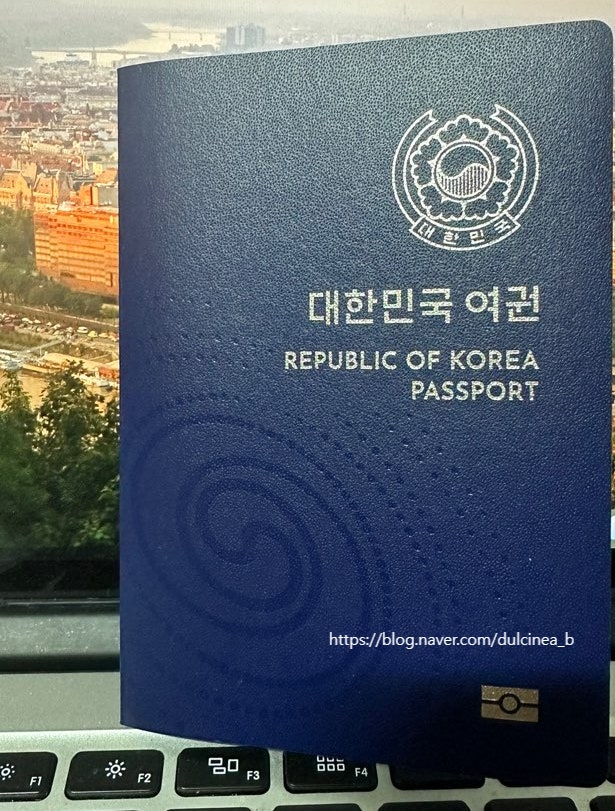 대한민국
대한민국 여권
REPUBLIC OF KOREA
PASSPORT
https://blog.naver.com/dulcinea_b
F1
F2
F3
F4